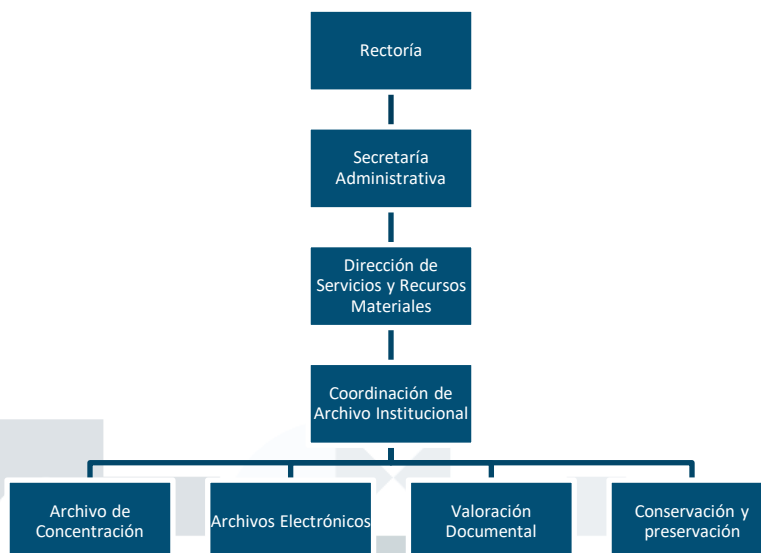 Rectoría
Secretaría
Administrativa
Dirección de
Servicios y Recursos
Materiales
Coordinación de
Archivo Institucional
Archivo de
Concentración
Archivos Electrónicos
Valoración
Documental
Conservación y
preservación